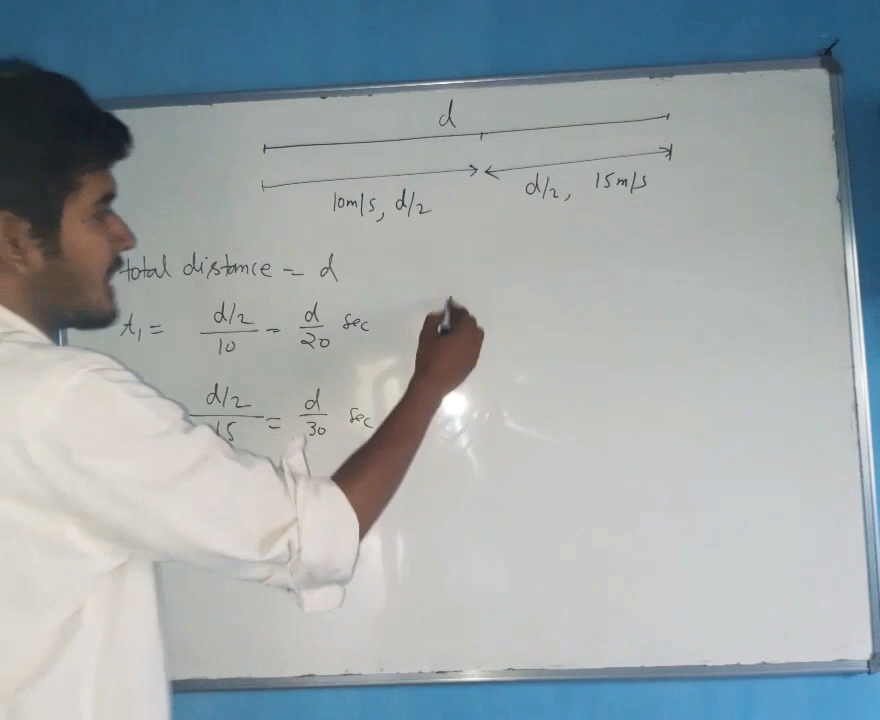 d
10m/s, d/2
d/2, 15m/s
total distance = d
t₁ = d/2 / 10 = d / 20 sec
d/2 / 15 = d / 30 sec